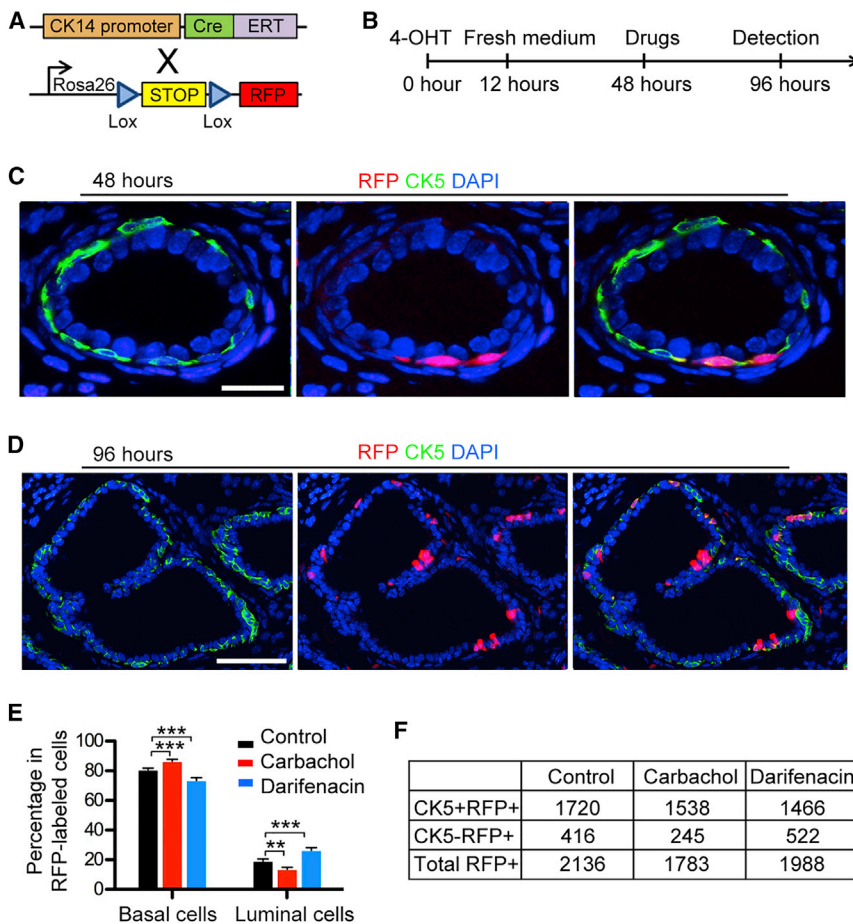 A
CK14 promoter Cre ERT
X
Rosa26 STOP RFP
Lox Lox
B
4-OHT Fresh medium Drugs Detection
0 hour 12 hours 48 hours 96 hours
C
48 hours RFP CK5 DAPI
D
96 hours RFP CK5 DAPI
E
Percentage in
RFP-labeled cells
100
80
60
40
20
0
***
***
***
**
Control
Carbachol
Darifenacin
Basal cells Luminal cells
F
Control Carbachol Darifenacin
CK5+RFP+ 1720 1538 1466
CK5-RFP+ 416 245 522
Total RFP+ 2136 1783 1988